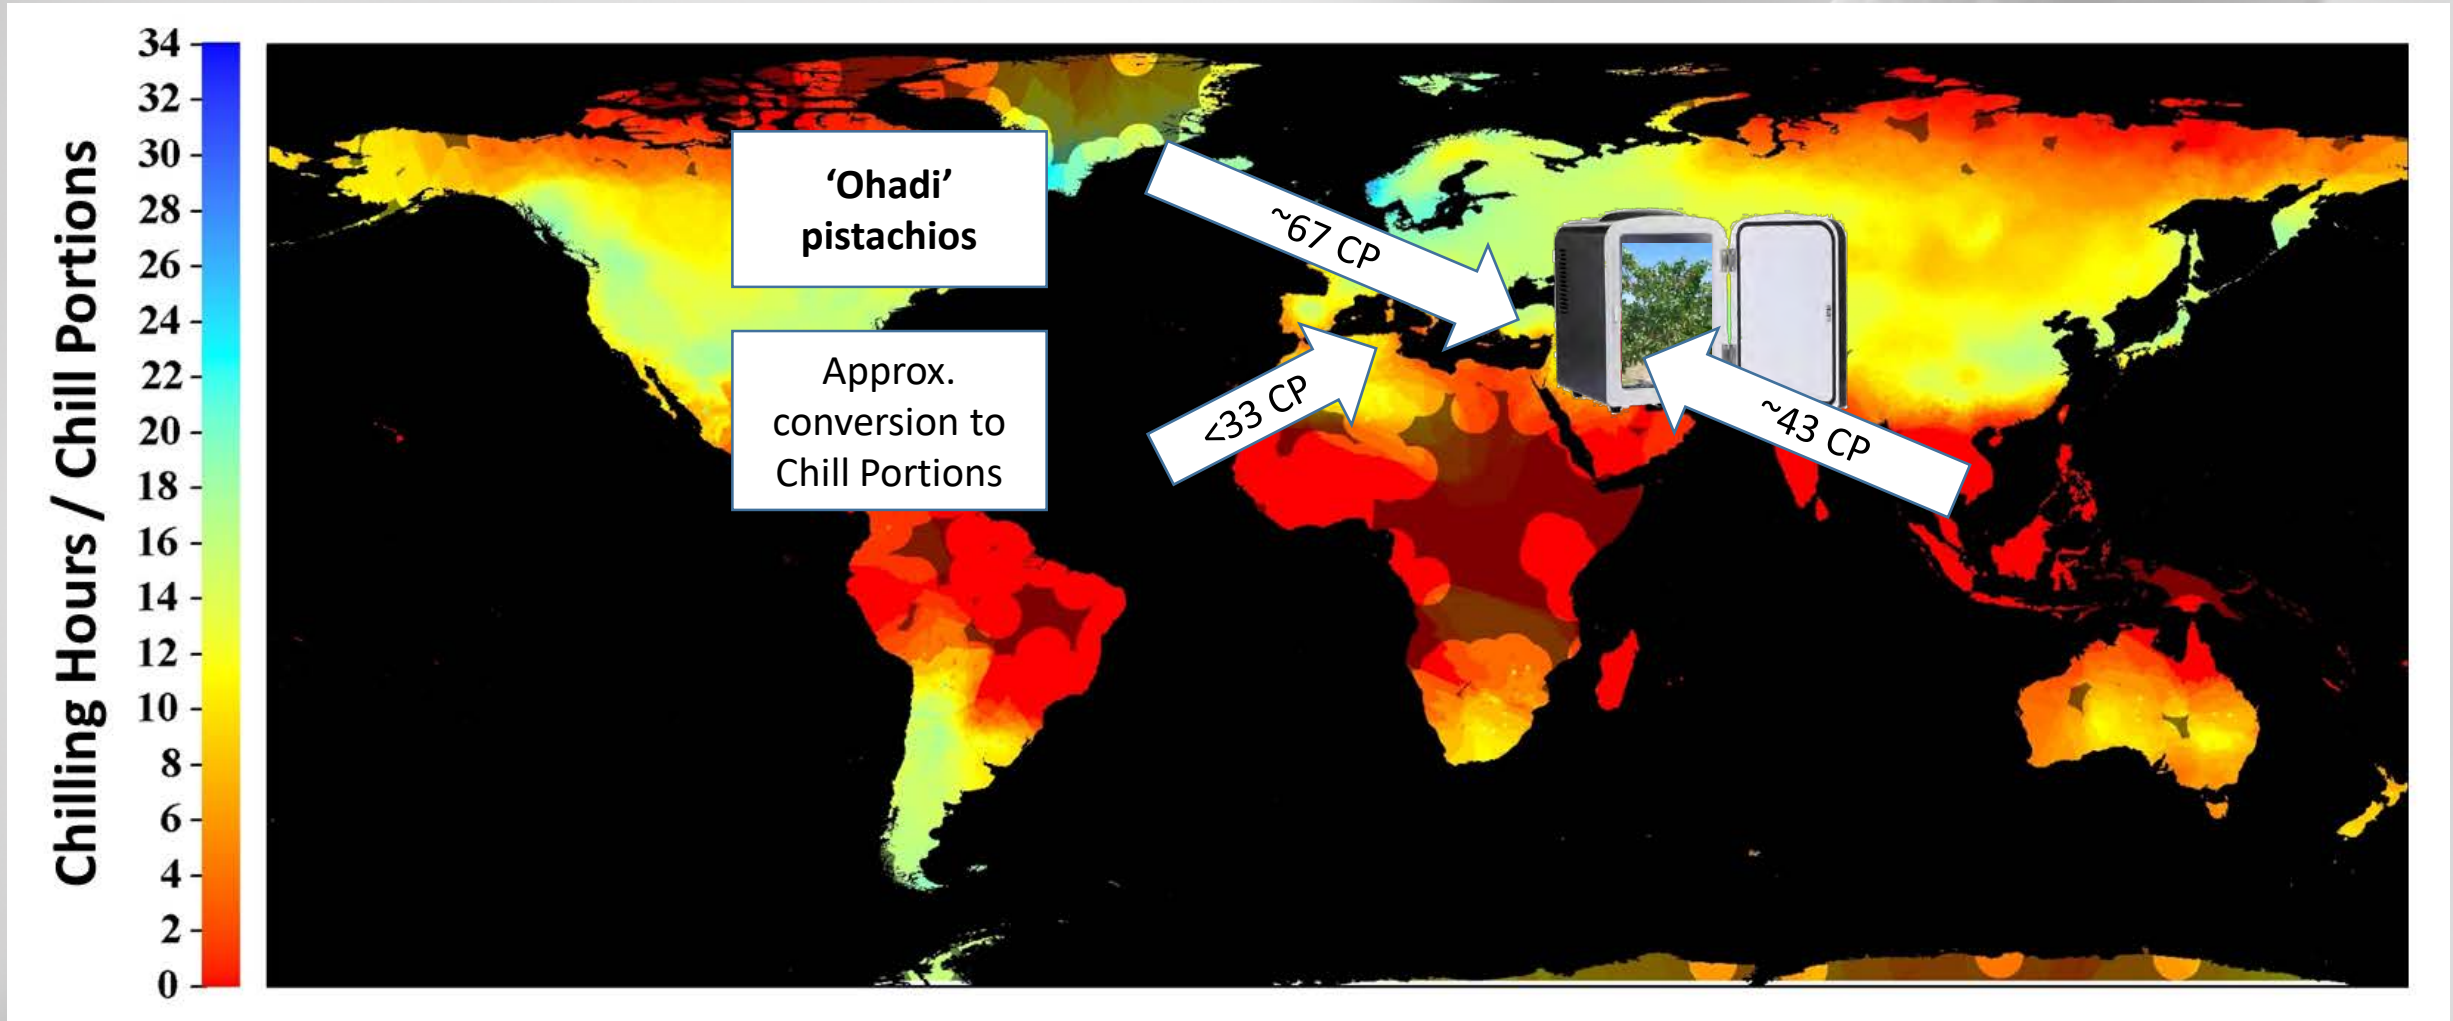 Chilling Hours / Chill Portions
34
32
30
28
26
24
22
20
18
16
14
12
10
8
6
4
2
0
‘Ohadi’
pistachios
Approx.
conversion to
Chill Portions
~67 CP
<33 CP
~43 CP